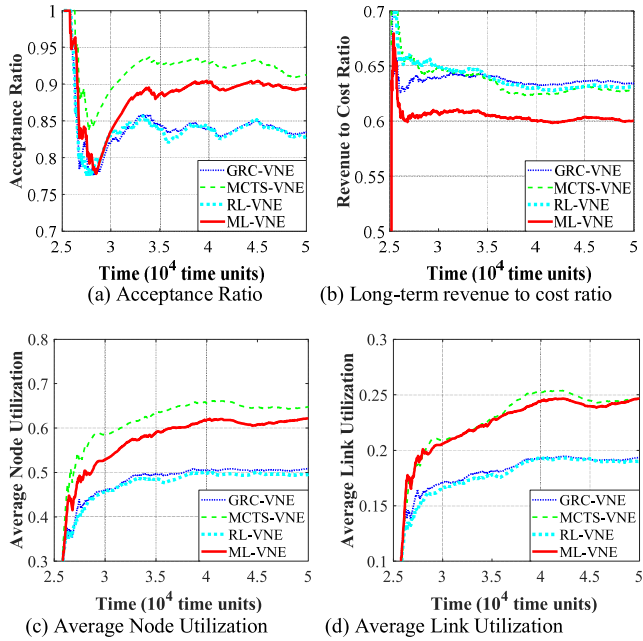 1
0.95
0.9
0.85
0.8
0.75
0.7
Acceptance Ratio
GRC-VNE
MCTS-VNE
RL-VNE
ML-VNE
2.5 3 3.5 4 4.5 5
Time (10^4 time units)
(a) Acceptance Ratio
0.7
0.65
0.6
0.55
0.5
Revenue to Cost Ratio
GRC-VNE
MCTS-VNE
RL-VNE
ML-VNE
2.5 3 3.5 4 4.5 5
Time (10^4 time units)
(b) Long-term revenue to cost ratio
0.8
0.7
0.6
0.5
0.4
0.3
Average Node Utilization
GRC-VNE
MCTS-VNE
RL-VNE
ML-VNE
2.5 3 3.5 4 4.5 5
Time (10^4 time units)
(c) Average Node Utilization
0.3
0.25
0.2
0.15
0.1
Average Link Utilization
GRC-VNE
MCTS-VNE
RL-VNE
ML-VNE
2.5 3 3.5 4 4.5 5
Time (10^4 time units)
(d) Average Link Utilization